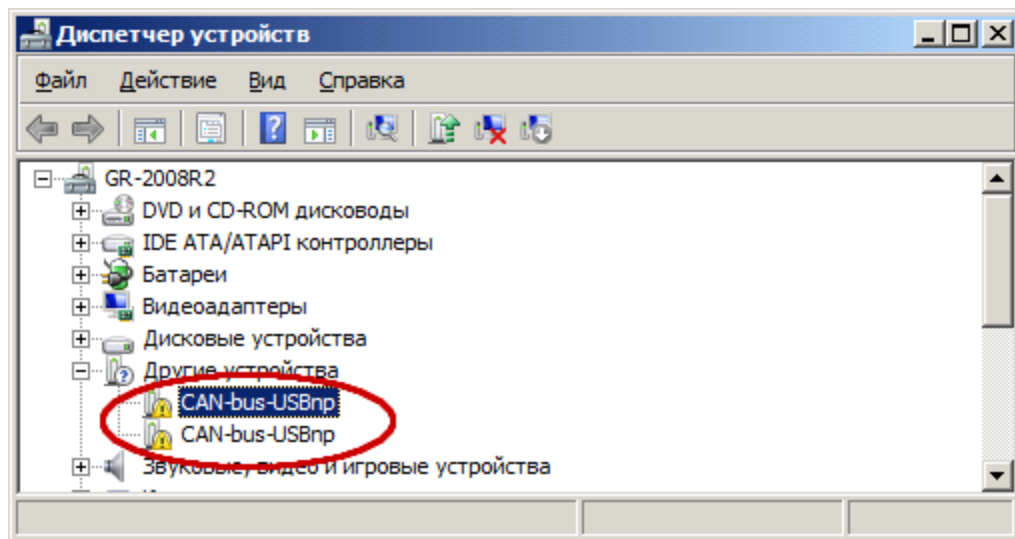 Диспетчер устройств
Файл Действие Вид Справка
GR-2008R2
DVD и CD-ROM дисководы
IDE ATA/ATAPI контроллеры
Батареи
Видеоадаптеры
Дисковые устройства
Другие устройства
CAN-bus-USBnp
CAN-bus-USBnp
Звуковые, видео и игровые устройства